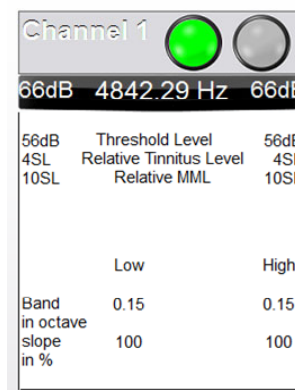 Channel 1
66dB 4842.29 Hz 66dB
56dB Threshold Level 56dB
4SL Relative Tinnitus Level 4SL
10SL Relative MML 10SL
Low High
Band 0.15 0.15
in octave
slope 100 100
in %